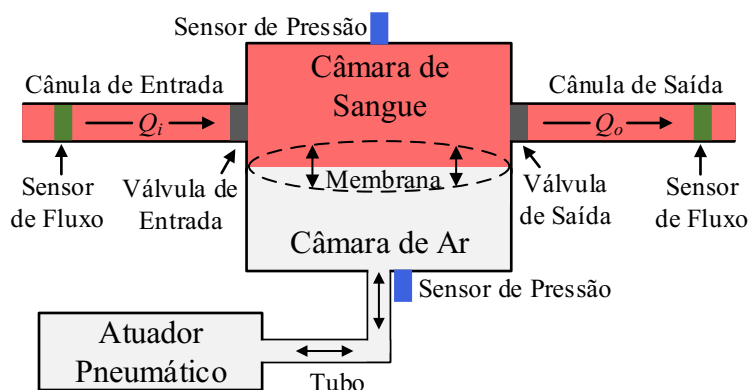 Sensor de Pressão
Cânula de Entrada
Câmara de
Sangue
Cânula de Saída
Qi
Qo
Sensor
de Fluxo
Válvula de
Entrada
Membrana
Válvula
de Saída
Sensor
de Fluxo
Câmara de Ar
Sensor de Pressão
Atuador
Pneumático
Tubo